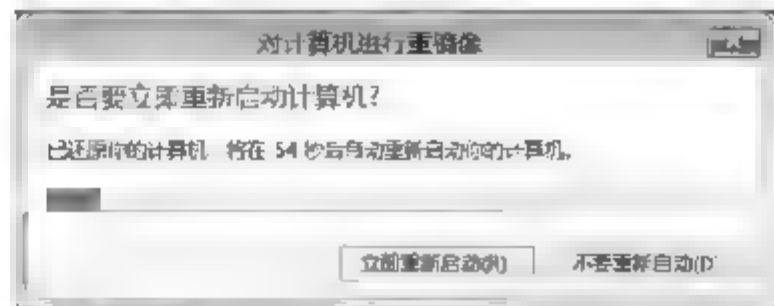 对计算机进行重镜像
是否要立即重新启动计算机?
已还原你的计算机。将在 54 秒后自动重新启动你的计算机。
立即重新启动(R) 不要重新启动(D